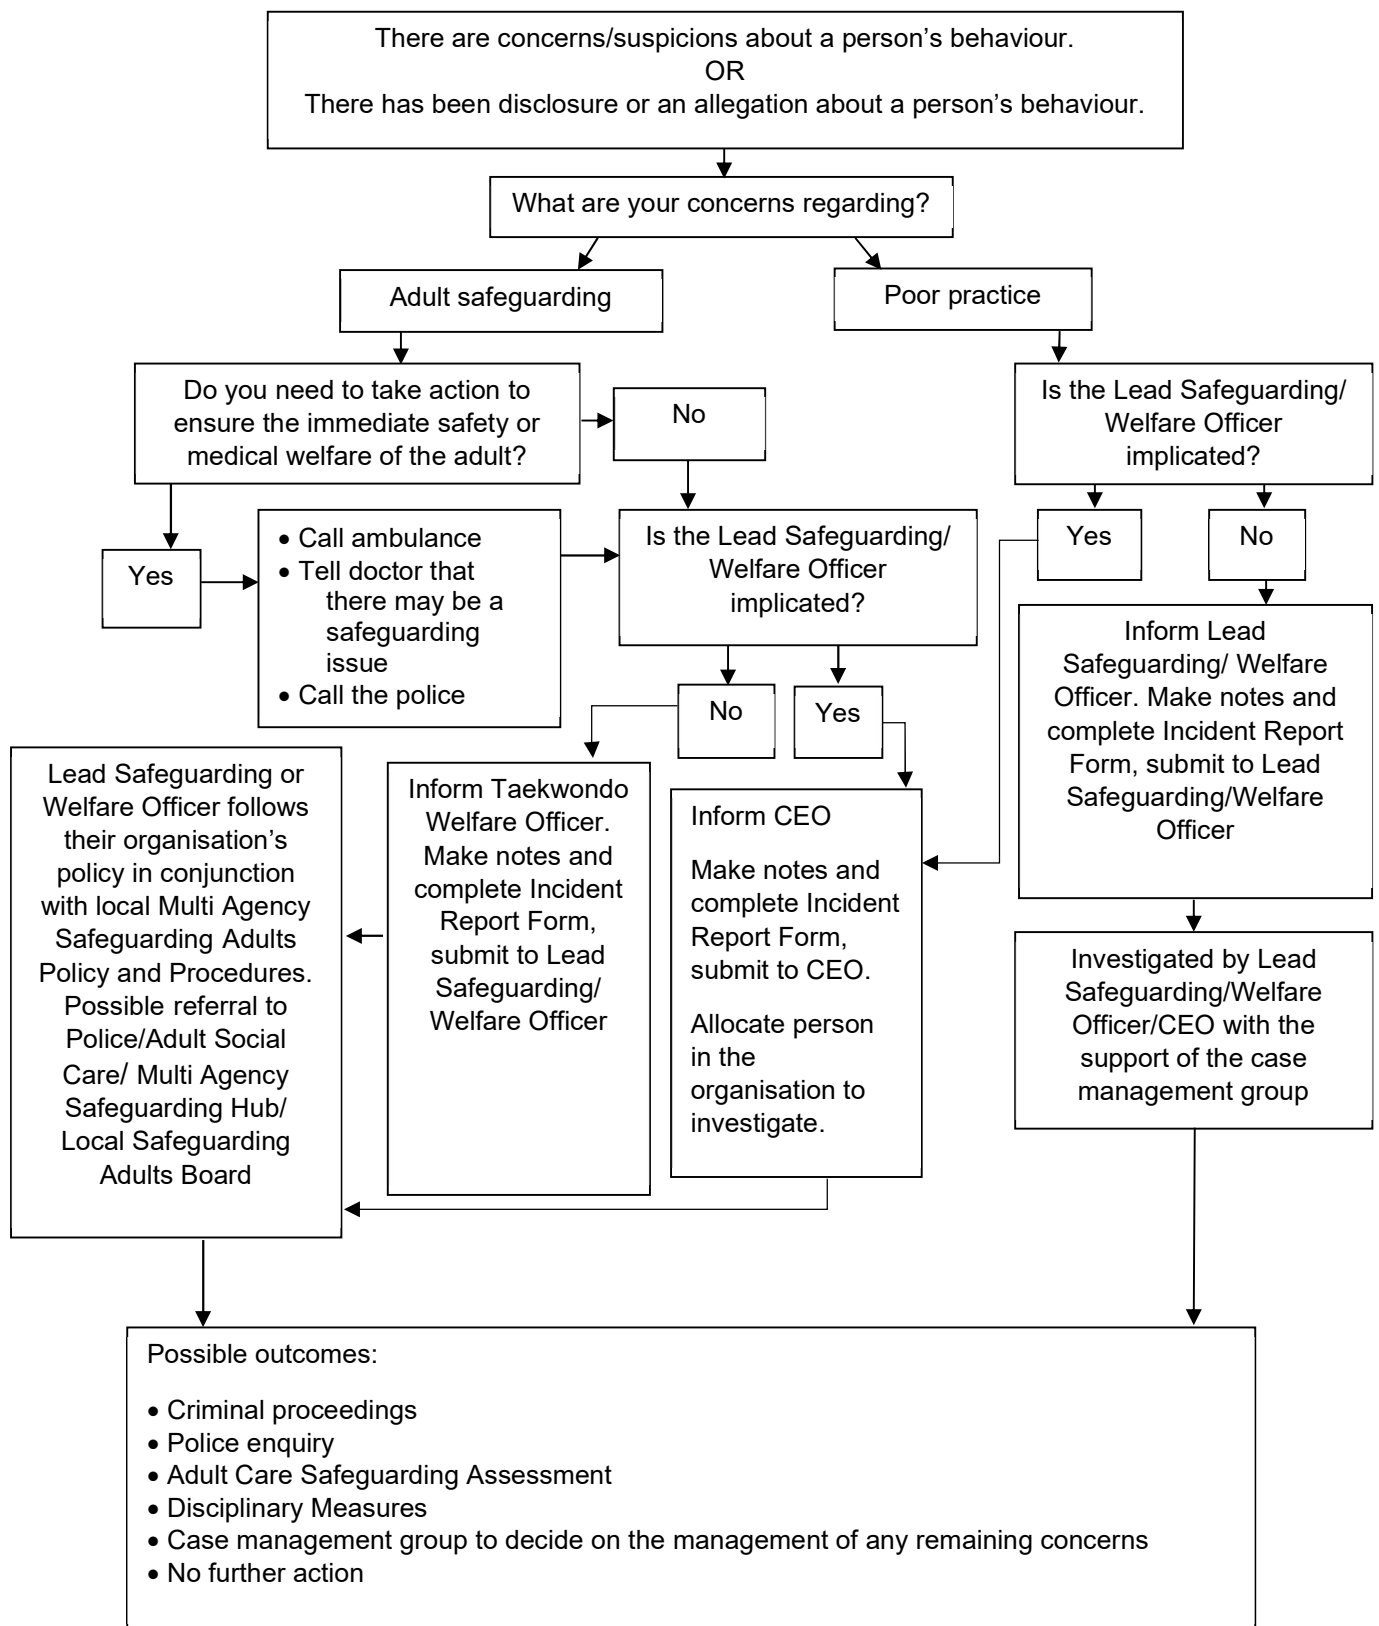 There are concerns/suspicions about a person’s behaviour.
OR
There has been disclosure or an allegation about a person’s behaviour.
What are your concerns regarding?
Adult safeguarding
Poor practice
Do you need to take action to
ensure the immediate safety or
medical welfare of the adult?
No
Is the Lead Safeguarding/
Welfare Officer
implicated?
Yes
• Call ambulance
• Tell doctor that
there may be a
safeguarding
issue
• Call the police
Is the Lead Safeguarding/
Welfare Officer
implicated?
Yes
No
No
Yes
Inform Lead
Safeguarding/ Welfare
Officer. Make notes and
complete Incident Report
Form, submit to Lead
Safeguarding/Welfare
Officer
Lead Safeguarding or
Welfare Officer follows
their organisation’s
policy in conjunction
with local Multi Agency
Safeguarding Adults
Policy and Procedures.
Possible referral to
Police/Adult Social
Care/ Multi Agency
Safeguarding Hub/
Local Safeguarding
Adults Board
Inform Taekwondo
Welfare Officer.
Make notes and
complete Incident
Report Form,
submit to Lead
Safeguarding/
Welfare Officer
Inform CEO
Make notes and
complete Incident
Report Form,
submit to CEO.
Allocate person
in the
organisation to
investigate.
Investigated by Lead
Safeguarding/Welfare
Officer/CEO with the
support of the case
management group
Possible outcomes:
• Criminal proceedings
• Police enquiry
• Adult Care Safeguarding Assessment
• Disciplinary Measures
• Case management group to decide on the management of any remaining concerns
• No further action